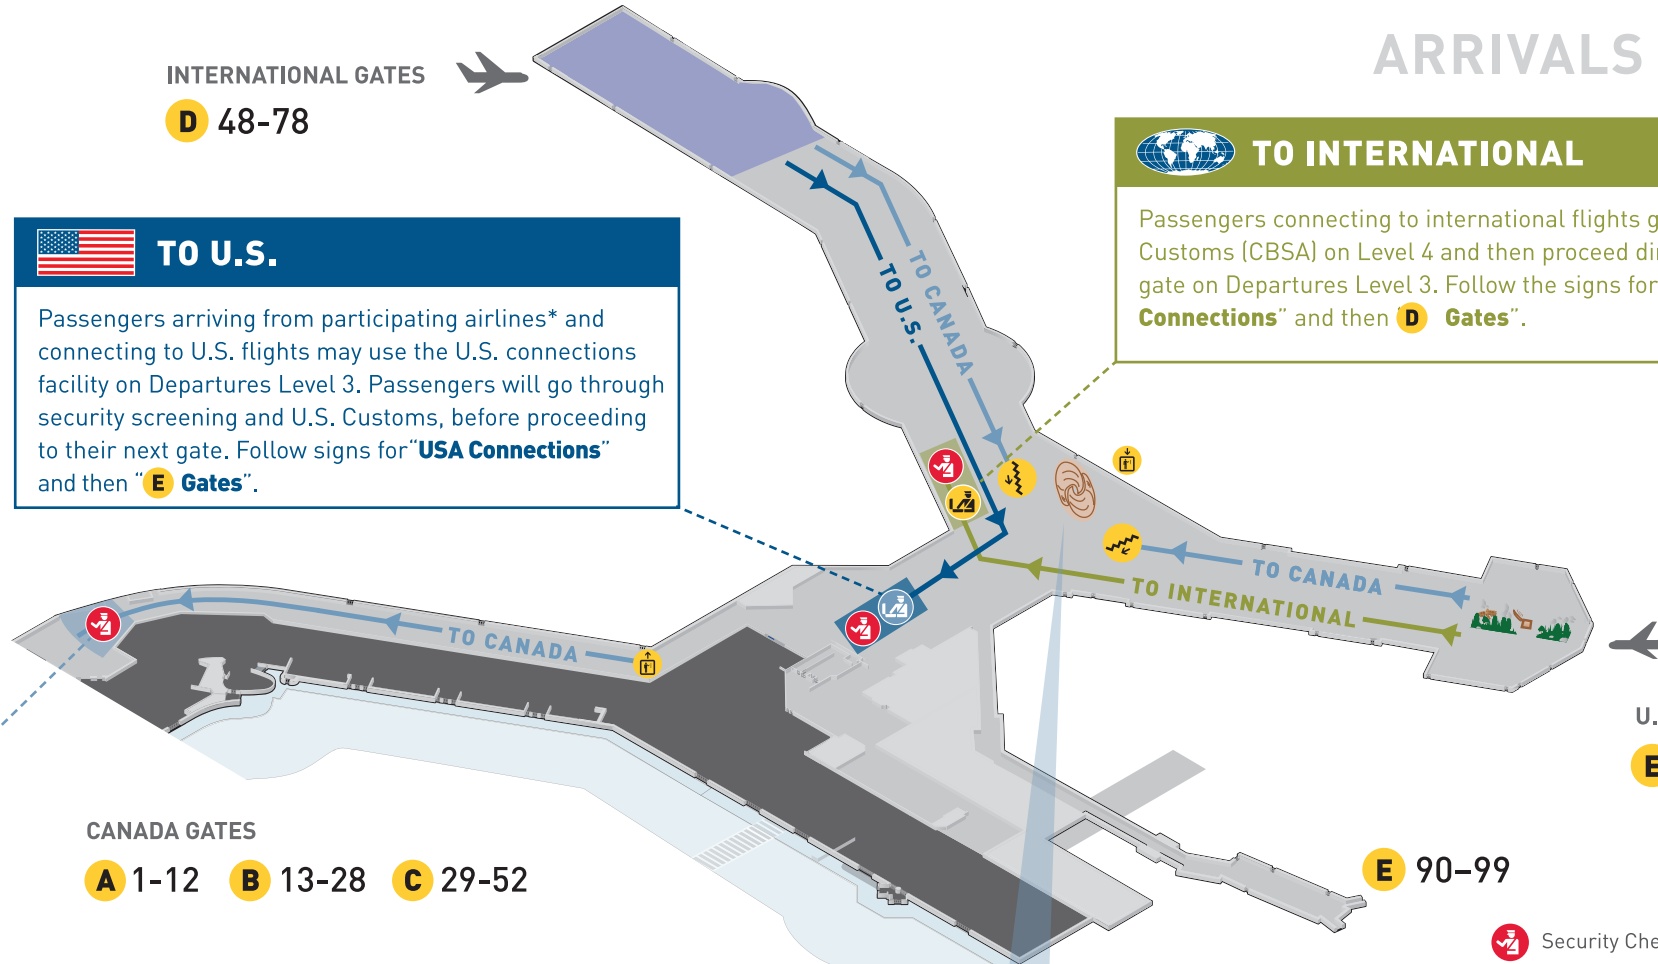 ARRIVALS
INTERNATIONAL GATES
D 48-78
TO INTERNATIONAL
Passengers connecting to international flights
Customs (CBSA) on Level 4 and then proceed
gate on Departures Level 3. Follow the signs for
Connections” and then D Gates”.
TO U.S.
Passengers arriving from participating airlines* and
connecting to U.S. flights may use the U.S. connections
facility on Departures Level 3. Passengers will go through
security screening and U.S. Customs, before proceeding
to their next gate. Follow signs for “USA Connections”
and then “E Gates”.
TO CANADA
TO U.S.
TO CANADA
TO INTERNATIONAL
TO CANADA
U.
E
CANADA GATES
A 1-12 B 13-28 C 29-52
E 90-99
Security